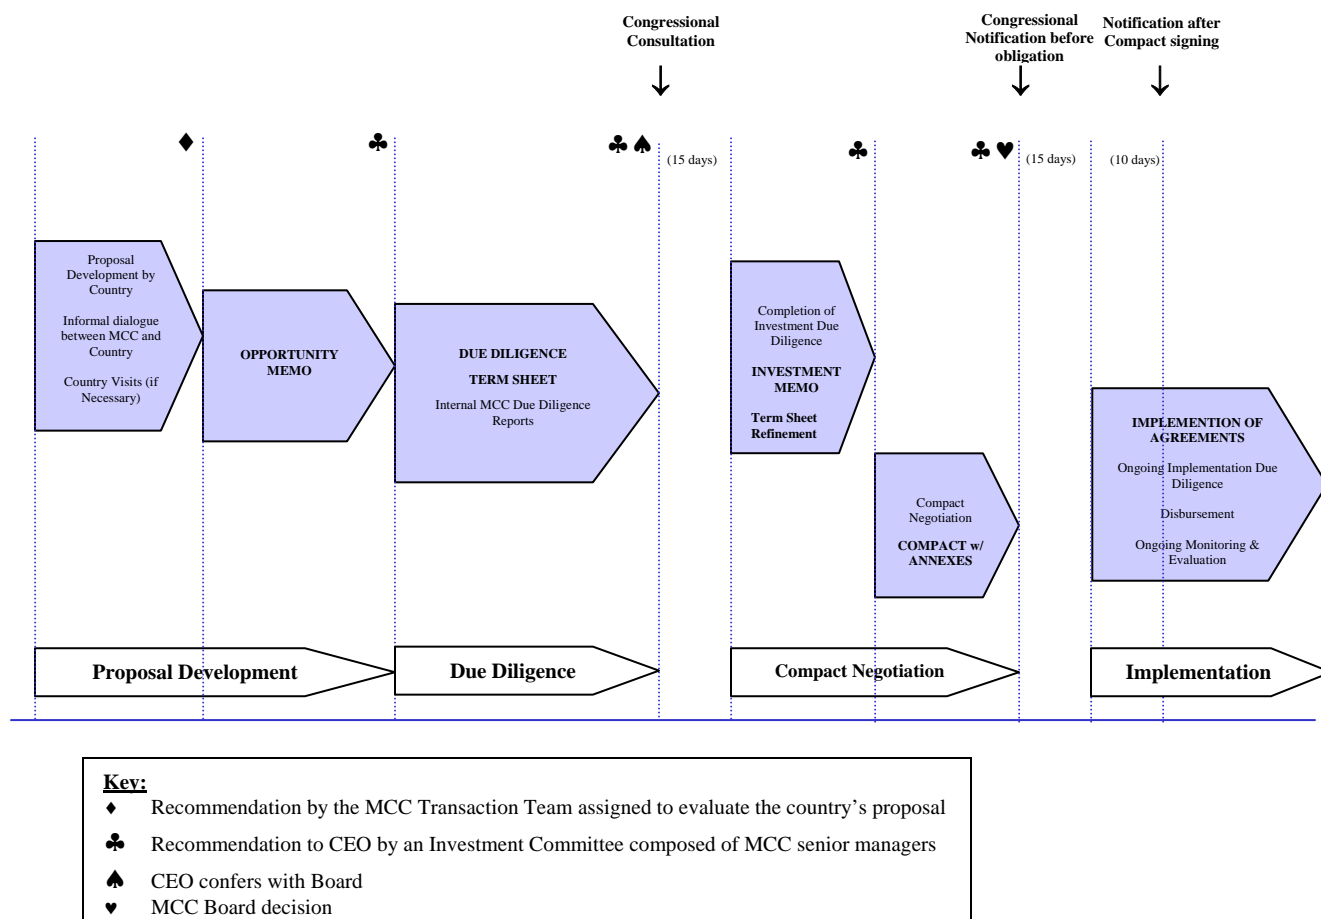 Congressional
Consultation
Congressional
Notification before
obligation
Notification after
Compact signing
♦
♣
♣ ♠
(15 days)
♣
♣ ♥
(15 days)
(10 days)
Proposal
Development by
Country
Informal dialogue
between MCC and
Country
Country Visits (if
Necessary)
OPPORTUNITY
MEMO
DUE DILIGENCE
TERM SHEET
Internal MCC Due Diligence
Reports
Completion of
Investment Due
Diligence
INVESTMENT
MEMO
Term Sheet
Refinement
Compact
Negotiation
COMPACT w/
ANNEXES
IMPLEMENTION OF
AGREEMENTS
Ongoing Implementation Due
Diligence
Disbursement
Ongoing Monitoring &
Evaluation
Proposal Development
Due Diligence
Compact Negotiation
Implementation
Key:
♦ Recommendation by the MCC Transaction Team assigned to evaluate the country’s proposal
♣ Recommendation to CEO by an Investment Committee composed of MCC senior managers
♠ CEO confers with Board
♥ MCC Board decision